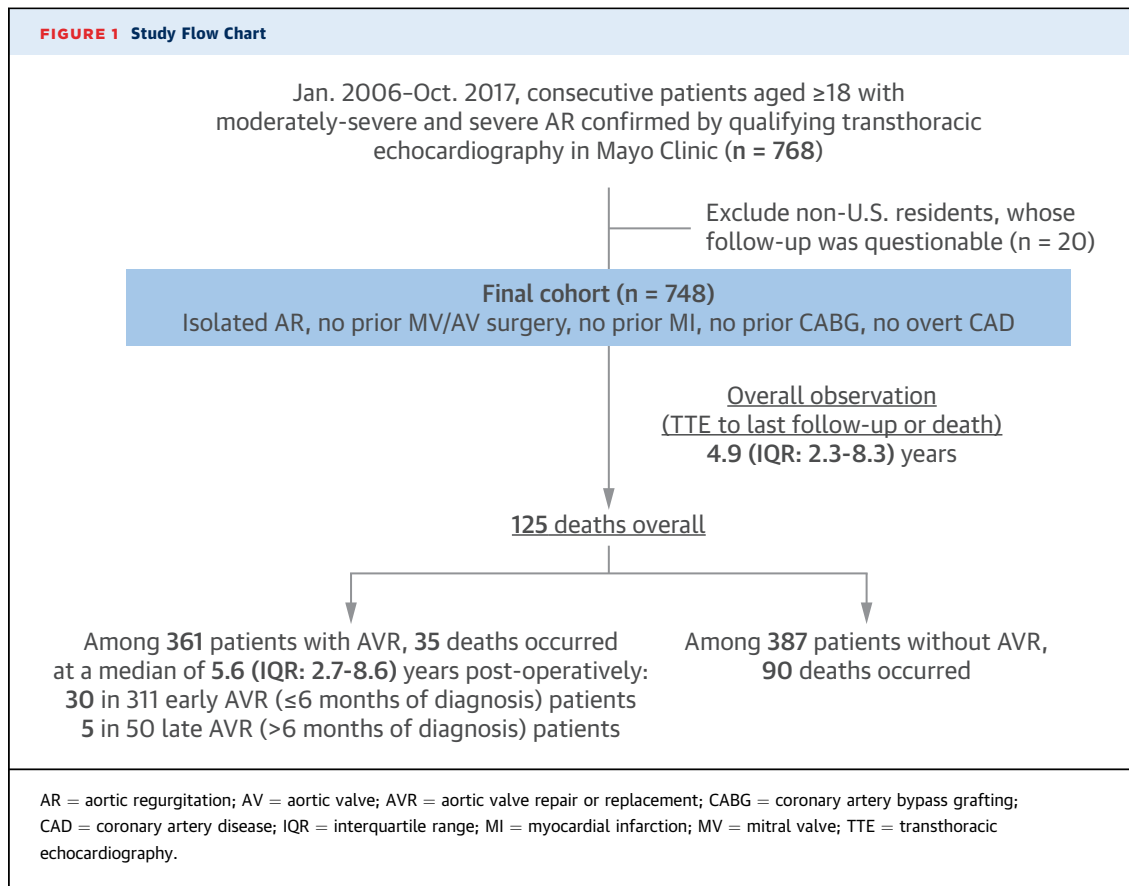 FIGURE 1 Study Flow Chart
Jan. 2006–Oct. 2017, consecutive patients aged ≥18 with
moderately-severe and severe AR confirmed by qualifying transthoracic
echocardiography in Mayo Clinic (n = 768)
Exclude non-U.S. residents, whose
follow-up was questionable (n = 20)
Final cohort (n = 748)
Isolated AR, no prior MV/AV surgery, no prior MI, no prior CABG, no overt CAD
Overall observation
(TTE to last follow-up or death)
4.9 (IQR: 2.3-8.3) years
125 deaths overall
Among 361 patients with AVR, 35 deaths occurred
at a median of 5.6 (IQR: 2.7-8.6) years post-operatively:
30 in 311 early AVR (≤6 months of diagnosis) patients
5 in 50 late AVR (>6 months of diagnosis) patients
Among 387 patients without AVR,
90 deaths occurred
AR = aortic regurgitation; AV = aortic valve; AVR = aortic valve repair or replacement; CABG = coronary artery bypass grafting;
CAD = coronary artery disease; IQR = interquartile range; MI = myocardial infarction; MV = mitral valve; TTE = transthoracic
echocardiography.